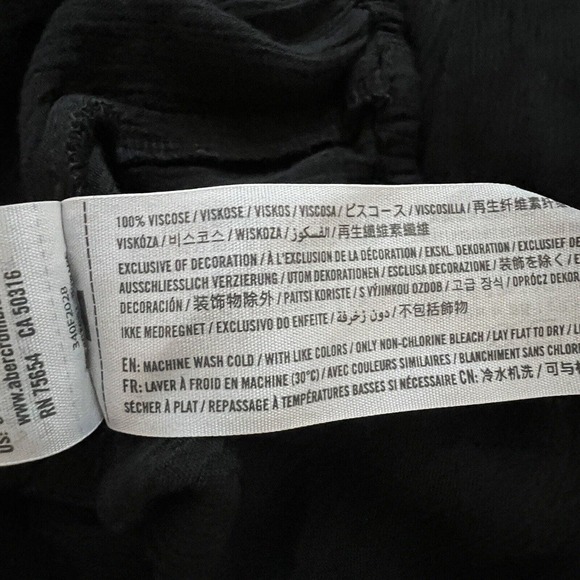 100% VISCOSE / VISKOSE / VISKOS / VISCOSA / ビスコース / VISCOSILLA / 再生纤维素纤
VISKÓZA / 비스코스 / WISKOZA / الفسكوز / 再生纖維素纖維
EXCLUSIVE OF DECORATION / À L'EXCLUSION DE LA DÉCORATION / EKSKL. DEKORATION / EXCLUSIEF DE
AUSSCHLIESSLICH VERZIERUNG / UTOM DEKORATIONEN / ESCLUSA DECORAZIONE / 装飾を除く / E
DECORACIÓN / 装饰物除外 / PAITSI KORISTE / S VÝJIMKOU OZDOB / 고급 장식 / OPRÓCZ DEKOR
IKKE MEDREGNET / EXCLUSIVO DO ENFEITE / دون زخرفة / 不包括飾物
EN: MACHINE WASH COLD / WITH LIKE COLORS / ONLY NON-CHLORINE BLEACH / LAY FLAT TO DRY /
FR: LAVER À FROID EN MACHINE (30°C) / AVEC COULEURS SIMILAIRES / BLANCHIMENT SANS CHLOR
SÉCHER À PLAT / REPASSAGE À TEMPÉRATURES BASSES SI NÉCESSAIRE CN: 冷水机洗 / 可与
www.abercrom
RN 75654 CA 50316